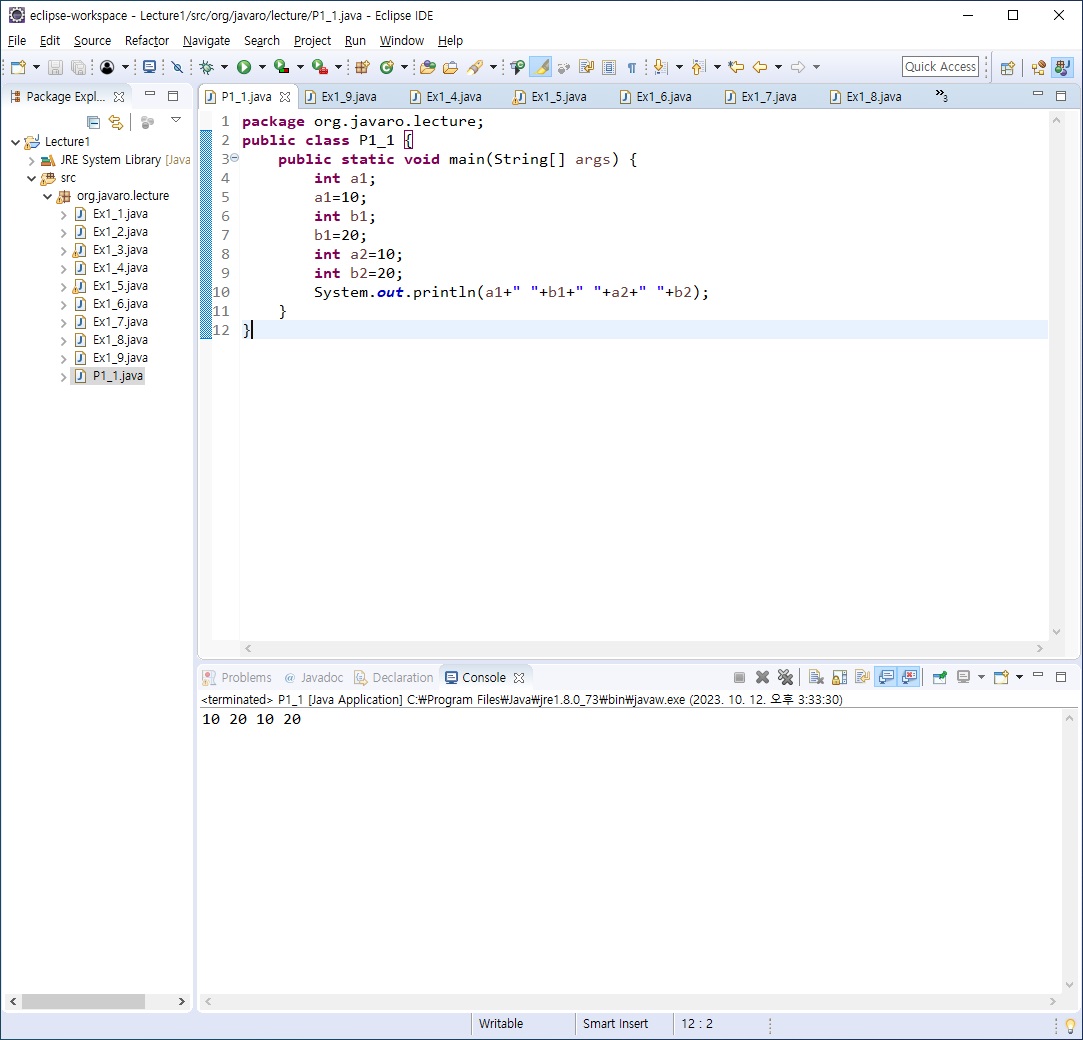 eclipse-workspace - Lecture1/src/org/javaro/lecture/P1_1.java - Eclipse IDE
File Edit Source Refactor Navigate Search Project Run Window Help
Quick Access
Package Expl...
P1_1.java Ex1_9.java Ex1_4.java Ex1_5.java Ex1_6.java Ex1_7.java Ex1_8.java »3
Lecture1
JRE System Library [Java
src
org.javaro.lecture
Ex1_1.java
Ex1_2.java
Ex1_3.java
Ex1_4.java
Ex1_5.java
Ex1_6.java
Ex1_7.java
Ex1_8.java
Ex1_9.java
P1_1.java
1 package org.javaro.lecture;
2 public class P1_1 {
3 public static void main(String[] args) {
4 int a1;
5 a1=10;
6 int b1;
7 b1=20;
8 int a2=10;
9 int b2=20;
10 System.out.println(a1+" "+b1+" "+a2+" "+b2);
11 }
12 }
Problems @ Javadoc Declaration Console
<terminated> P1_1 [Java Application] C:₩Program Files₩Java₩jre1.8.0_73₩bin₩javaw.exe (2023. 10. 12. 오후 3:33:30)
10 20 10 20
Writable Smart Insert 12 : 2